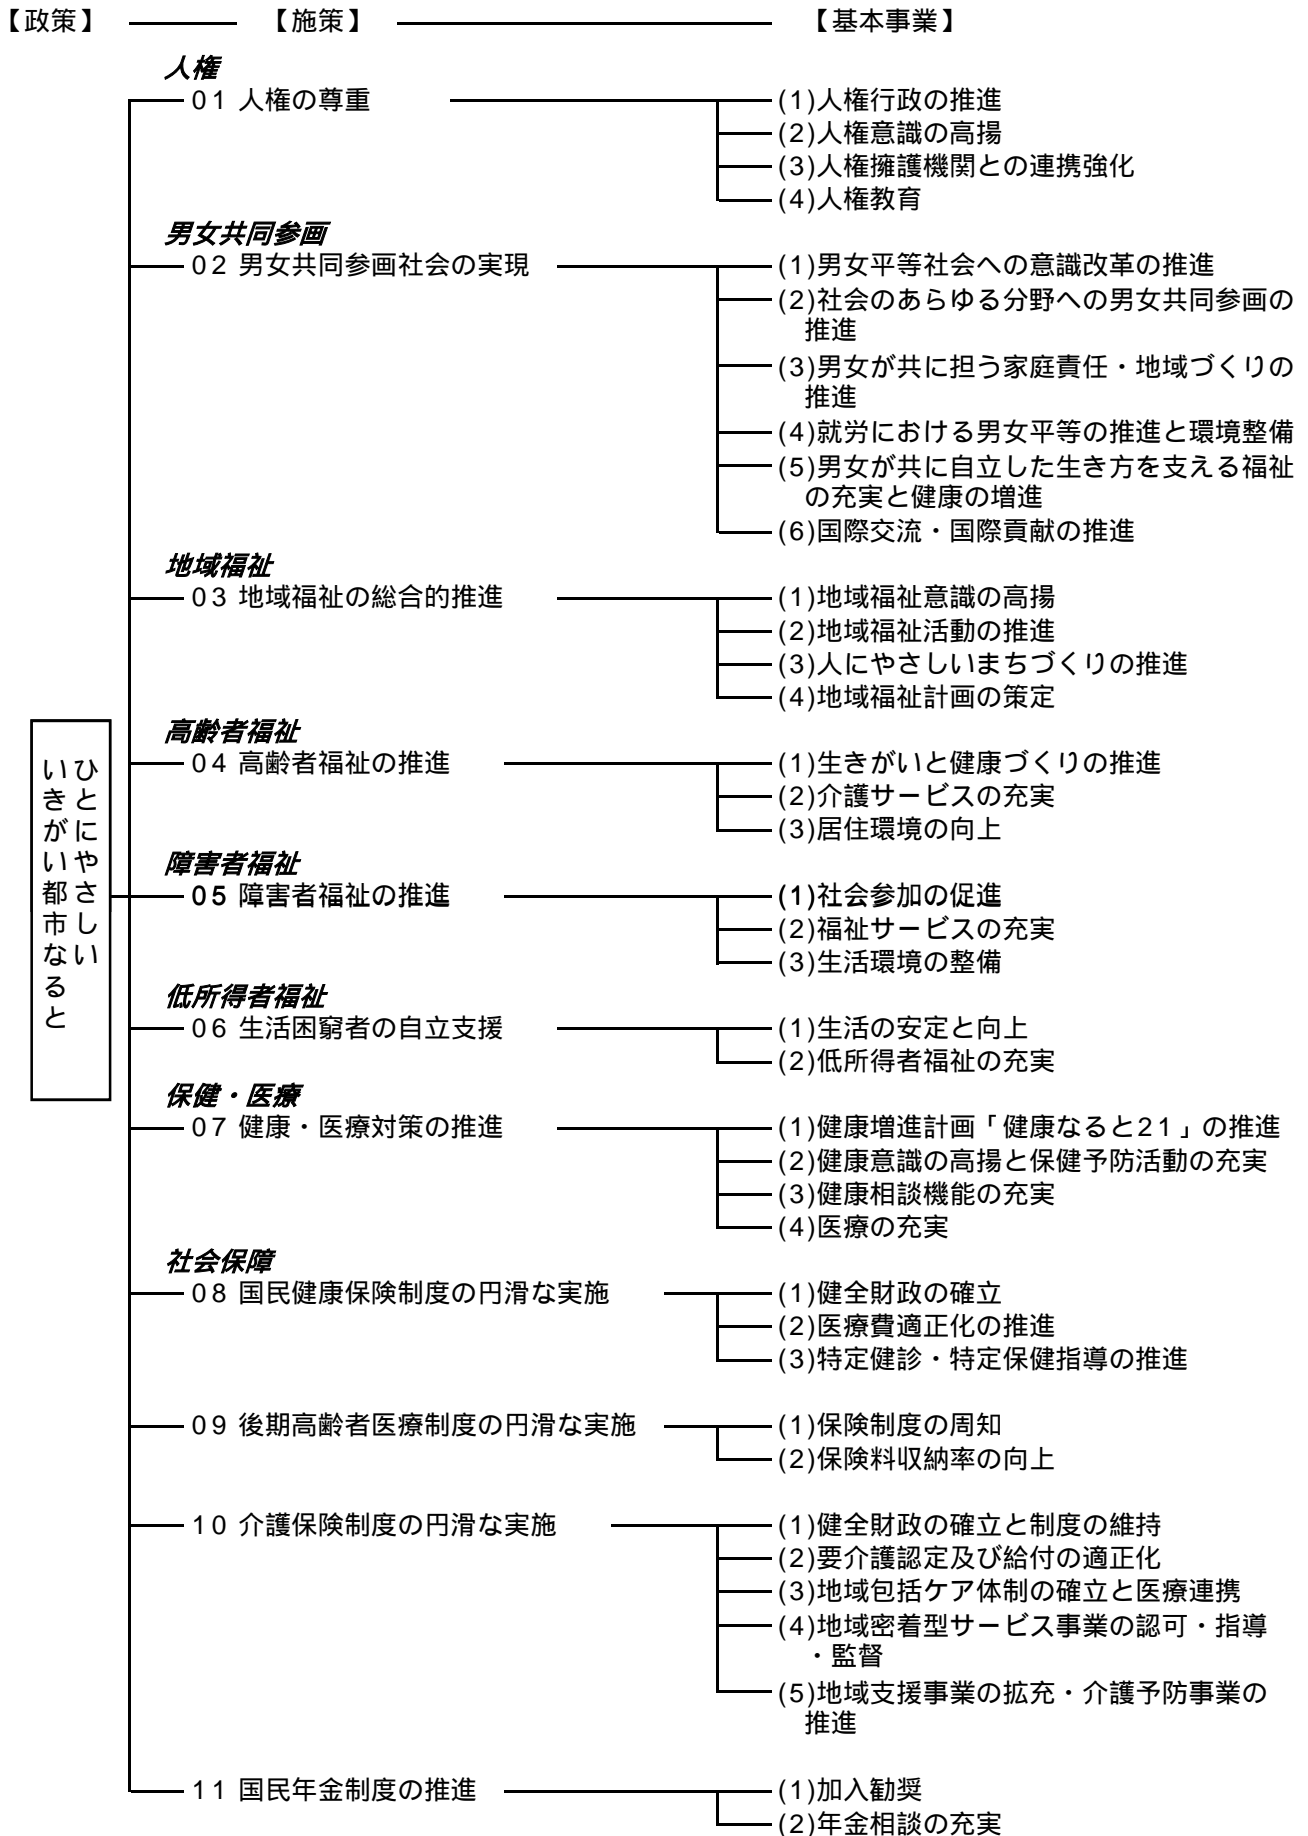 【政策】 【施策】 【基本事業】
人権
01 人権の尊重
(1)人権行政の推進
(2)人権意識の高揚
(3)人権擁護機関との連携強化
(4)人権教育
男女共同参画
02 男女共同参画社会の実現
(1)男女平等社会への意識改革の推進
(2)社会のあらゆる分野への男女共同参画の
推進
(3)男女が共に担う家庭責任・地域づくりの
推進
(4)就労における男女平等の推進と環境整備
(5)男女が共に自立した生き方を支える福祉
の充実と健康の増進
(6)国際交流・国際貢献の推進
地域福祉
03 地域福祉の総合的推進
(1)地域福祉意識の高揚
(2)地域福祉活動の推進
(3)人にやさしいまちづくりの推進
(4)地域福祉計画の策定
ひとにやさしい
いきがい都市なると
高齢者福祉
04 高齢者福祉の推進
(1)生きがいと健康づくりの推進
(2)介護サービスの充実
(3)居住環境の向上
障害者福祉
05 障害者福祉の推進
(1)社会参加の促進
(2)福祉サービスの充実
(3)生活環境の整備
低所得者福祉
06 生活困窮者の自立支援
(1)生活の安定と向上
(2)低所得者福祉の充実
保健・医療
07 健康・医療対策の推進
(1)健康増進計画「健康なると21」の推進
(2)健康意識の高揚と保健予防活動の充実
(3)健康相談機能の充実
(4)医療の充実
社会保障
08 国民健康保険制度の円滑な実施
(1)健全財政の確立
(2)医療費適正化の推進
(3)特定健診・特定保健指導の推進
09 後期高齢者医療制度の円滑な実施
(1)保険制度の周知
(2)保険料収納率の向上
10 介護保険制度の円滑な実施
(1)健全財政の確立と制度の維持
(2)要介護認定及び給付の適正化
(3)地域包括ケア体制の確立と医療連携
(4)地域密着型サービス事業の認可・指導
・監督
(5)地域支援事業の拡充・介護予防事業の
推進
11 国民年金制度の推進
(1)加入勧奨
(2)年金相談の充実